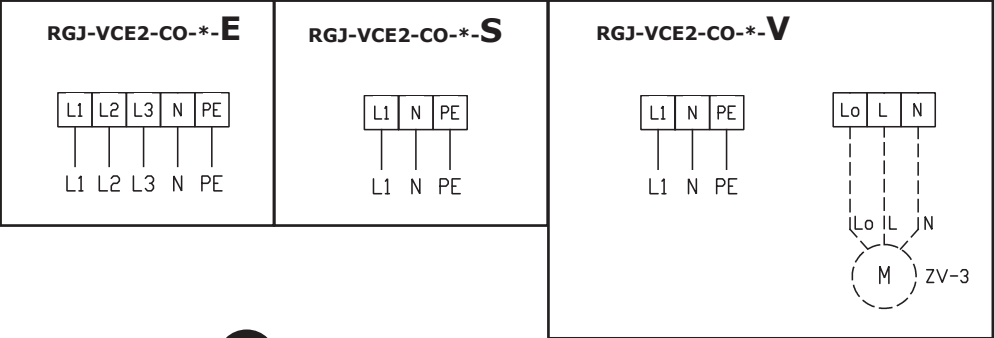 RGJ-VCE2-CO-*-E
L1 L2 L3 N PE
L1 L2 L3 N PE
RGJ-VCE2-CO-*-S
L1 N PE
L1 N PE
RGJ-VCE2-CO-*-V
L1 N PE
L1 N PE
Lo L N
Lo L N
M ZV-3